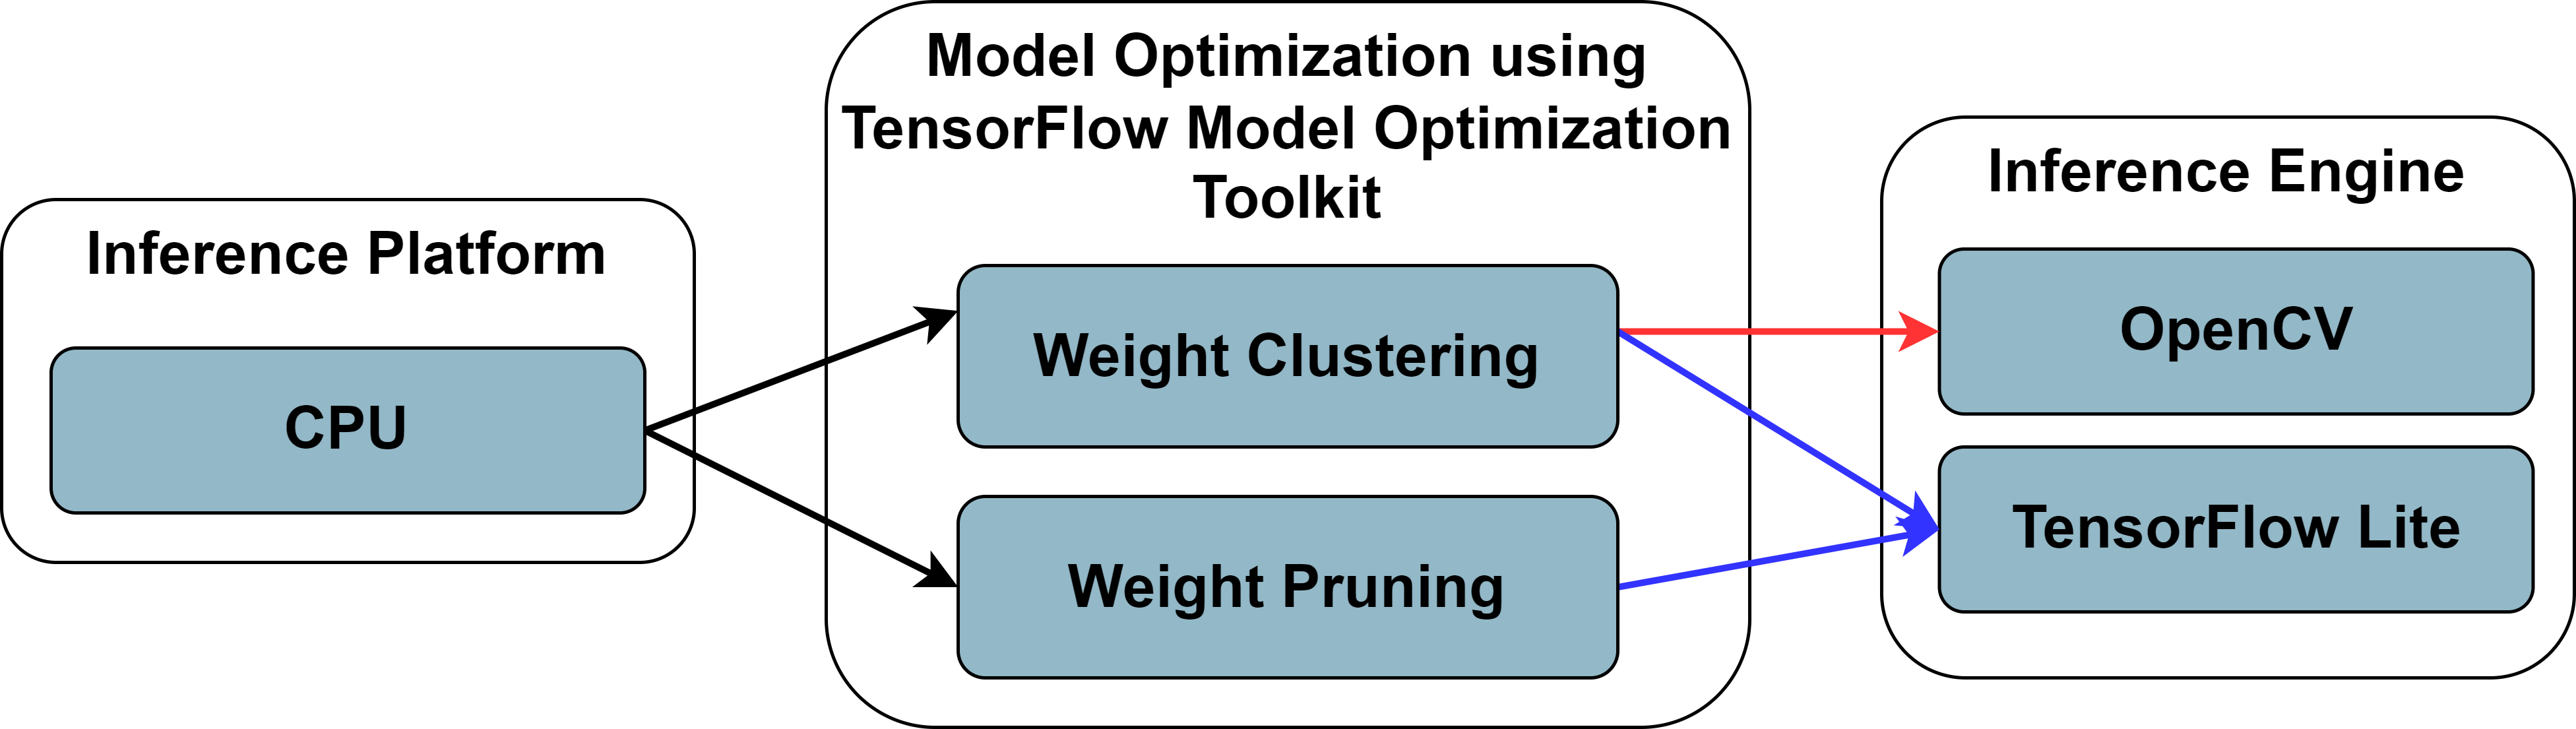 Inference Platform
CPU
Model Optimization using
TensorFlow Model Optimization
Toolkit
Weight Clustering
Weight Pruning
Inference Engine
OpenCV
TensorFlow Lite